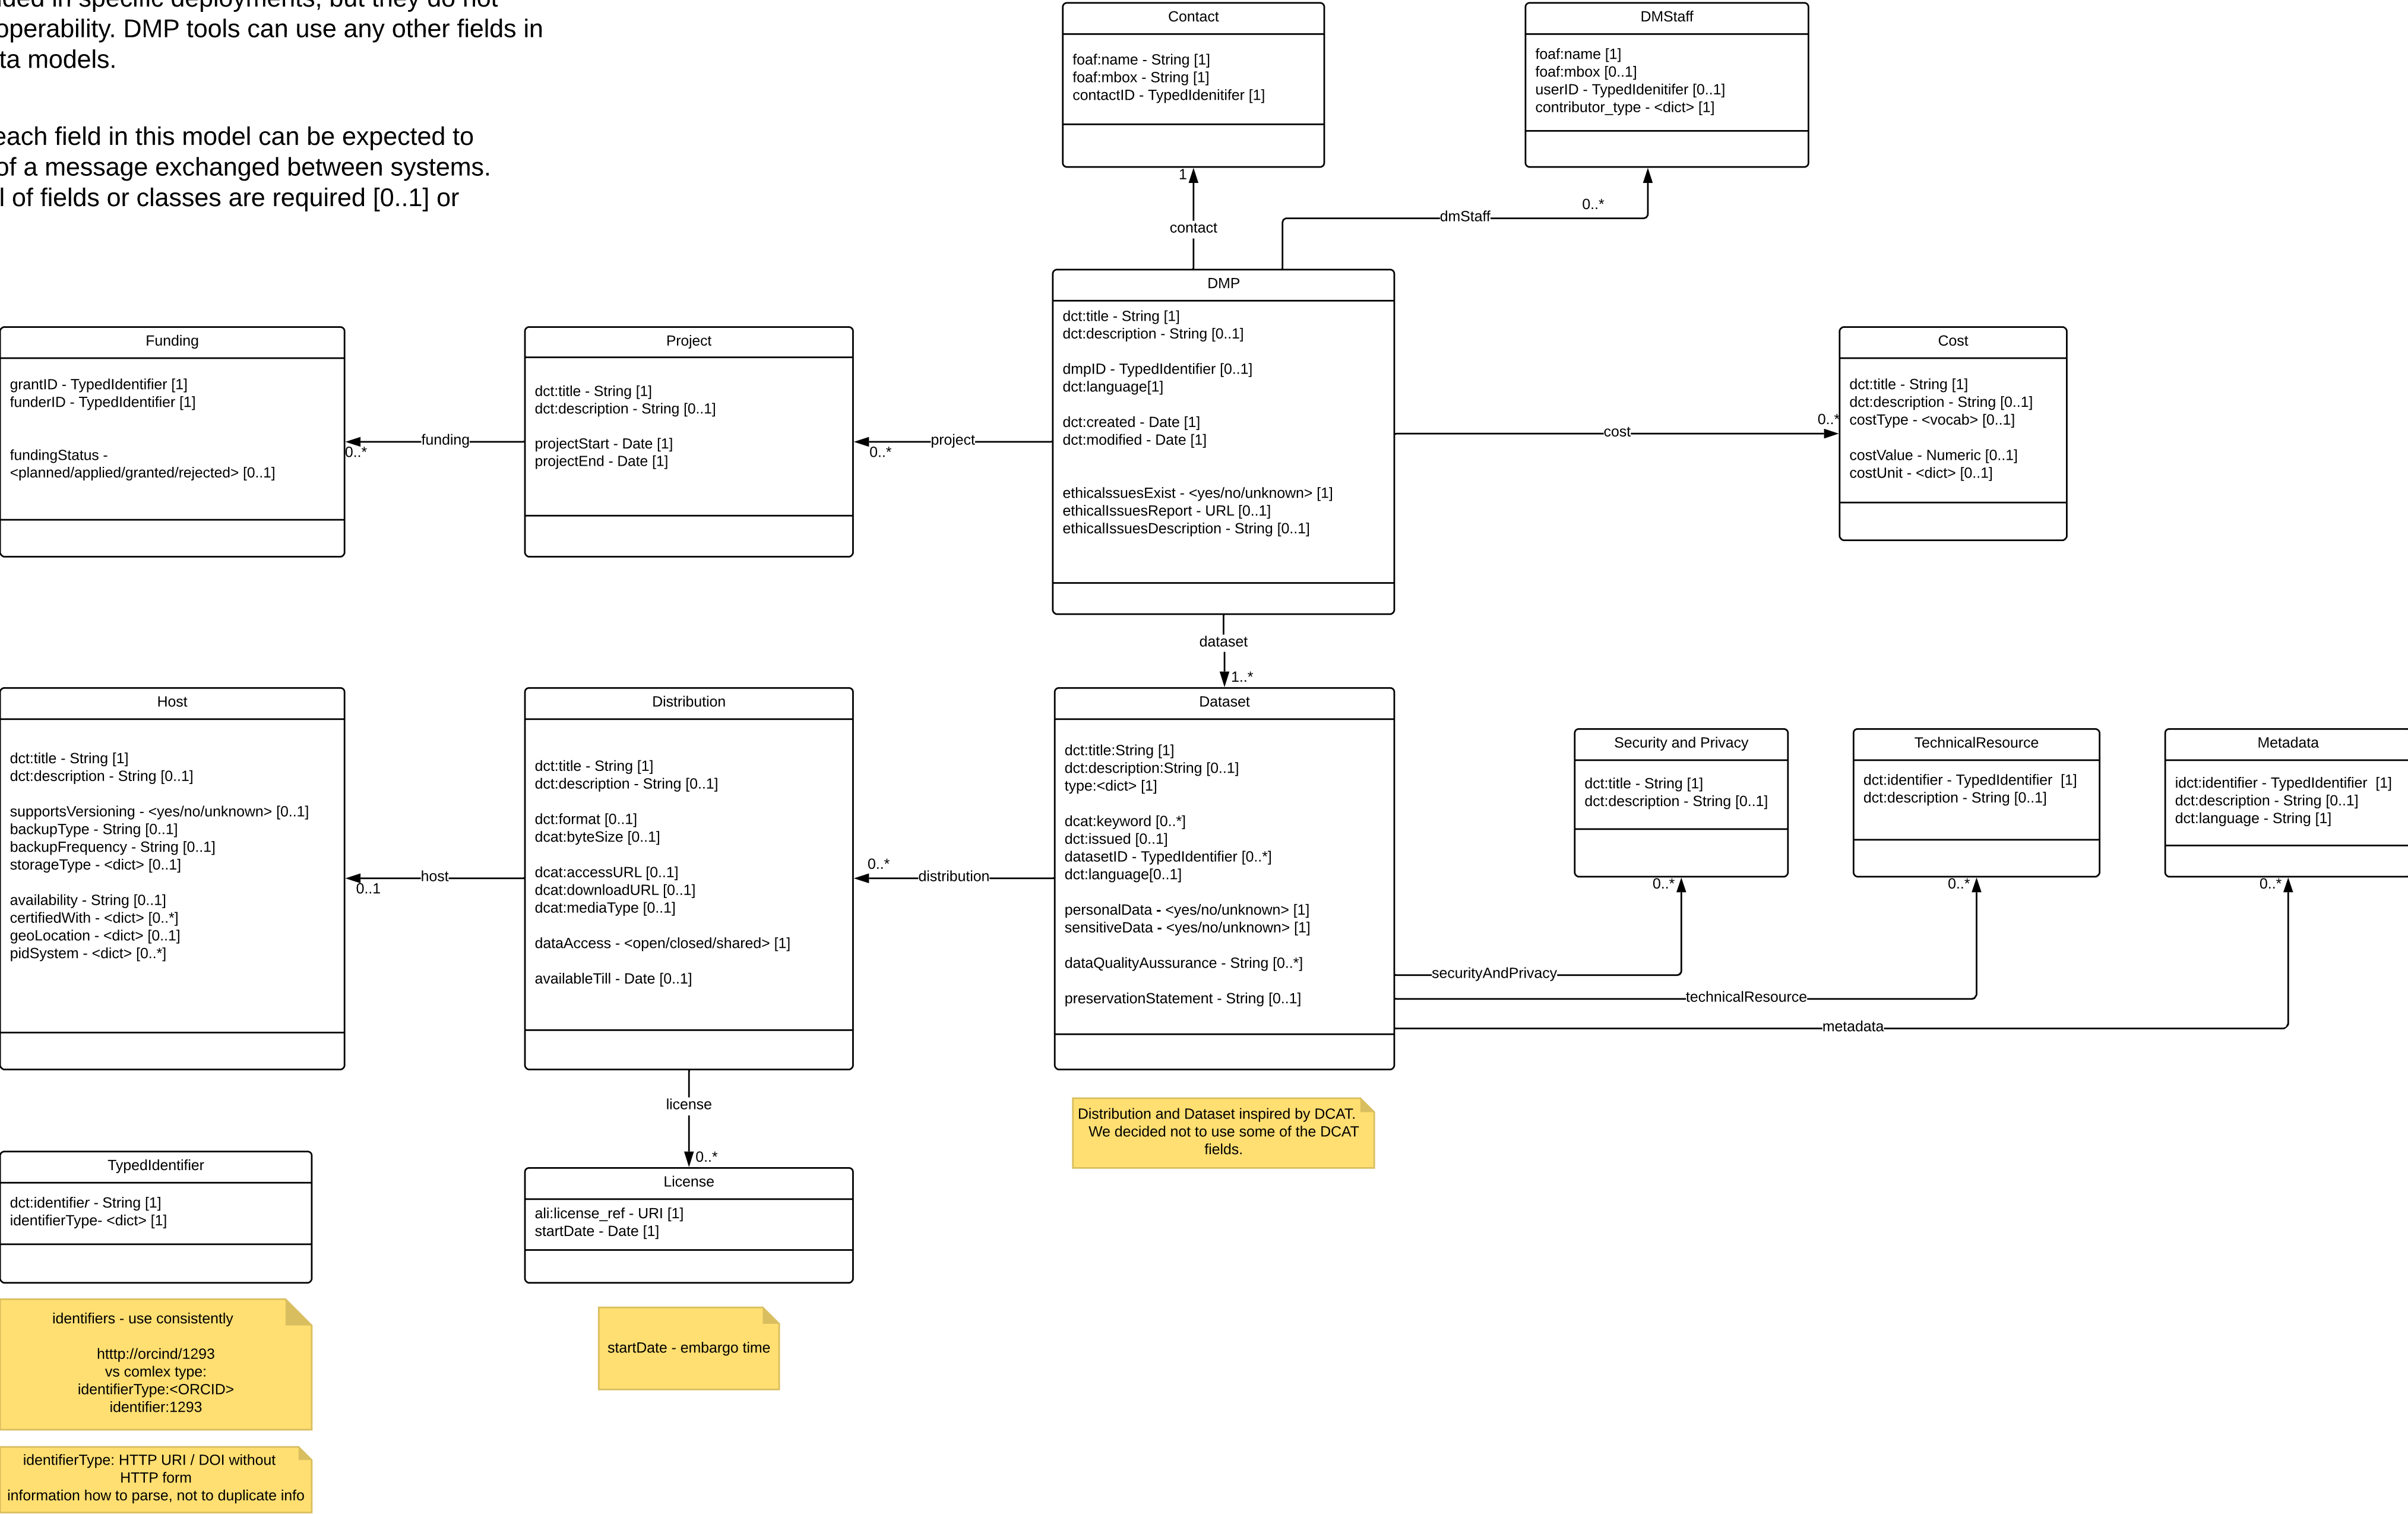 ded in specific deployments, but they do not
operability. DMP tools can use any other fields in
ta models.
each field in this model can be expected to
of a message exchanged between systems.
l of fields or classes are required [0..1] or
Contact
foaf:name - String [1]
foaf:mbox - String [1]
contactID - TypedIdenitifer [1]
DMStaff
foaf:name [1]
foaf:mbox [0..1]
userID - TypedIdenitifer [0..1]
contributor_type - <dict> [1]
1
contact
dmStaff
0..*
DMP
dct:title - String [1]
dct:description - String [0..1]
dmpID - TypedIdentifier [0..1]
dct:language[1]
dct:created - Date [1]
dct:modified - Date [1]
ethicalssuesExist - <yes/no/unknown> [1]
ethicalIssuesReport - URL [0..1]
ethicalIssuesDescription - String [0..1]
Funding
grantID - TypedIdentifier [1]
funderID - TypedIdentifier [1]
fundingStatus -
<planned/applied/granted/rejected> [0..1]
funding
0..*
Project
dct:title - String [1]
dct:description - String [0..1]
projectStart - Date [1]
projectEnd - Date [1]
project
0..*
cost
0..*
Cost
dct:title - String [1]
dct:description - String [0..1]
costType - <vocab> [0..1]
costValue - Numeric [0..1]
costUnit - <dict> [0..1]
dataset
1..*
Host
dct:title - String [1]
dct:description - String [0..1]
supportsVersioning - <yes/no/unknown> [0..1]
backupType - String [0..1]
backupFrequency - String [0..1]
storageType - <dict> [0..1]
availability - String [0..1]
certifiedWith - <dict> [0..*]
geoLocation - <dict> [0..1]
pidSystem - <dict> [0..*]
host
0..1
Distribution
dct:title - String [1]
dct:description - String [0..1]
dct:format [0..1]
dcat:byteSize [0..1]
dcat:accessURL [0..1]
dcat:downloadURL [0..1]
dcat:mediaType [0..1]
dataAccess - <open/closed/shared> [1]
availableTill - Date [0..1]
0..*
distribution
Dataset
dct:title:String [1]
dct:description:String [0..1]
type:<dict> [1]
dcat:keyword [0..*]
dct:issued [0..1]
datasetID - TypedIdentifier [0..*]
dct:language[0..1]
personalData - <yes/no/unknown> [1]
sensitiveData - <yes/no/unknown> [1]
dataQualityAussurance - String [0..*]
preservationStatement - String [0..1]
Security and Privacy
dct:title - String [1]
dct:description - String [0..1]
0..*
TechnicalResource
dct:identifier - TypedIdentifier [1]
dct:description - String [0..1]
0..*
Metadata
idct:identifier - TypedIdentifier [1]
dct:description - String [0..1]
dct:language - String [1]
0..*
securityAndPrivacy
technicalResource
metadata
license
0..*
Distribution and Dataset inspired by DCAT.
We decided not to use some of the DCAT
fields.
TypedIdentifier
dct:identifier - String [1]
identifierType- <dict> [1]
License
ali:license_ref - URI [1]
startDate - Date [1]
identifiers - use consistently
htttp://orcind/1293
vs comlex type:
identifierType:<ORCID>
identifier:1293
startDate - embargo time
identifierType: HTTP URI / DOI without
HTTP form
information how to parse, not to duplicate info